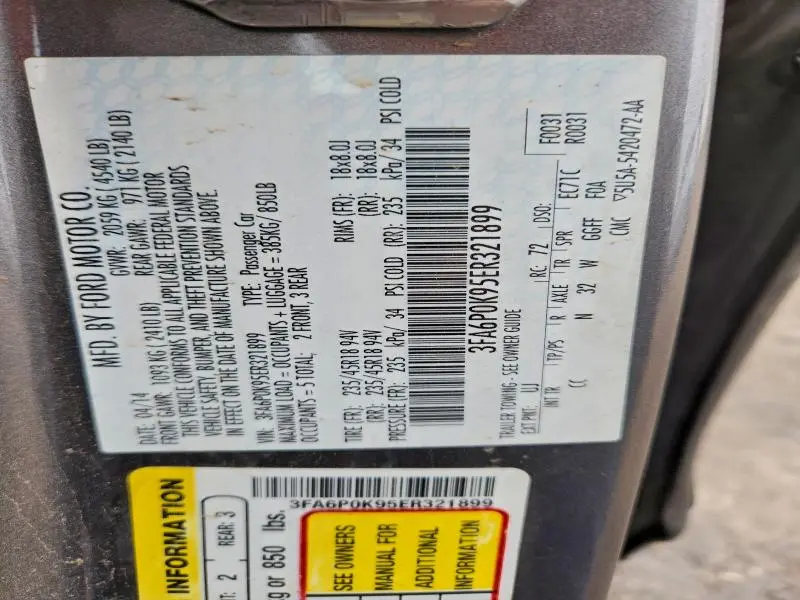 MFD. BY FORD MOTOR CO.
DATE: 04/14 GVWR: 2059 KG ( 4540 LB)
FRONT GAWR: 1093 KG ( 2410 LB) REAR GAWR: 971 KG ( 2140 LB)
THIS VEHICLE CONFORMS TO ALL APPLICABLE FEDERAL MOTOR
VEHICLE SAFETY, BUMPER, AND THEFT PREVENTION STANDARDS
IN EFFECT ON THE DATE OF MANUFACTURE SHOWN ABOVE.
VIN: 3FA6P0K95ER321899 TYPE: Passenger Car
MAXIMUM LOAD = OCCUPANTS + LUGGAGE = 385KG/ 850LB
OCCUPANTS = 5 TOTAL; 2 FRONT, 3 REAR
TIRE (FR): 235/45R18 94V RIMS (FR): 18x8.0J
(RR): 235/45R18 94V (RR): 18x8.0J
PRESSURE (FR): 235 kPa/ 34 PSI COLD (RR): 235 kPa/ 34 PSI COLD
3FA6P0K95ER321899
TRAILER TOWING - SEE OWNER GUIDE
EXT PNT: UJ RC: 72 DSO: F0031
R0031
INT TP/PS R AXLE TR SPR EC71C
CC N 32 W GGFF FDA
CMC ▽5U5A-5420472-AA
3FA6P0K95ER321899
INFORMATION
T: 2 REAR: 3
g or 850 lbs.
SEE OWNERS
MANUAL FOR
ADDITIONAL
INFORMATION